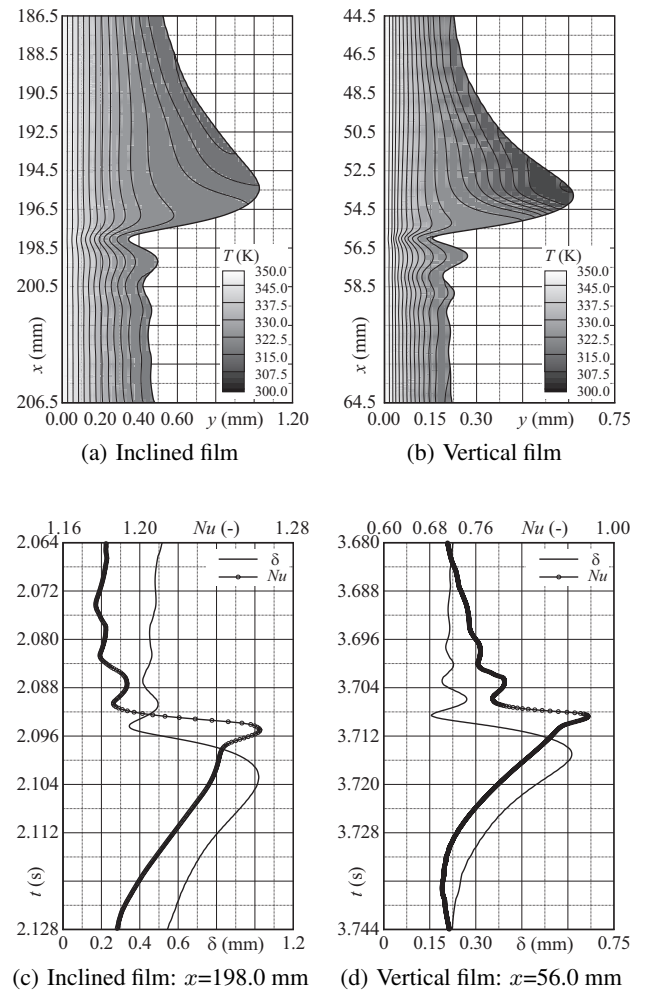 186.5
190.5
192.5
194.5
196.5
198.5
200.5
206.5
x (mm)
0.00 0.20 0.40 0.60 y (mm) 1.20
T (K)
350.0
345.0
337.5
330.0
322.5
315.0
307.5
300.0
(a) Inclined film
44.5
48.5
50.5
52.5
54.5
56.5
58.5
64.5
x (mm)
0.00 0.15 0.30 y (mm) 0.75
T (K)
350.0
345.0
337.5
330.0
322.5
315.0
307.5
300.0
(b) Vertical film
1.16 1.20 Nu (-) 1.28
2.064
2.072
2.080
2.088
2.096
2.104
2.112
2.128
t (s)
δ
Nu
0 0.2 0.4 0.6 δ (mm) 1.2
(c) Inclined film: x=198.0 mm
0.60 0.68 0.76 Nu (-) 1.00
3.680
3.688
3.696
3.704
3.712
3.720
3.728
3.744
t (s)
δ
Nu
0 0.15 0.30 δ (mm) 0.75
(d) Vertical film: x=56.0 mm